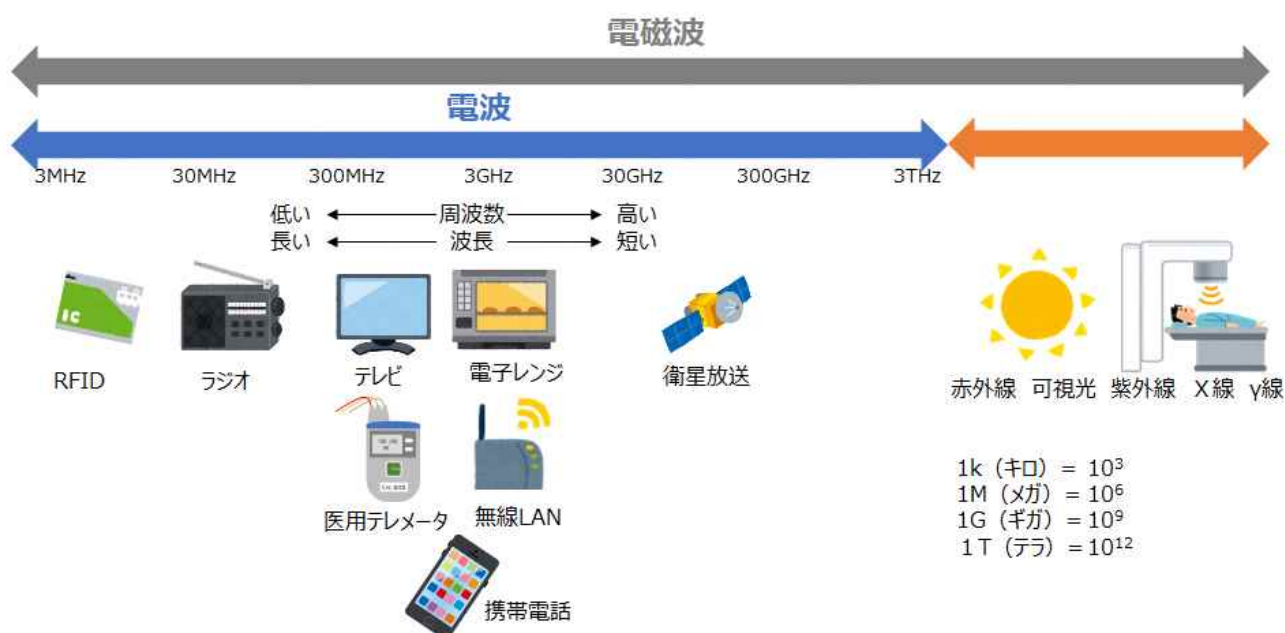 電磁波
電波
3MHz 30MHz 300MHz 3GHz 30GHz 300GHz 3THz
低い 周波数 高い
長い 波長 短い
IC
RFID ラジオ テレビ 電子レンジ 衛星放送
赤外線 可視光 紫外線 X線 γ線
医用テレメータ 無線LAN
携帯電話
1k（キロ）= 10³
1M（メガ）= 10⁶
1G（ギガ）= 10⁹
1T（テラ）= 10¹²